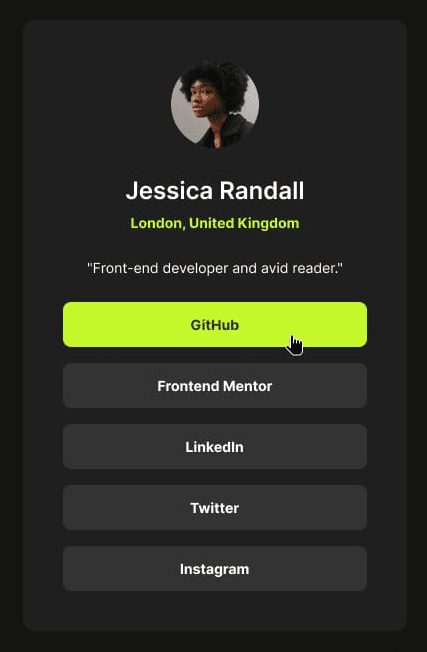 Jessica Randall
London, United Kingdom
"Front-end developer and avid reader."
GitHub
Frontend Mentor
LinkedIn
Twitter
Instagram